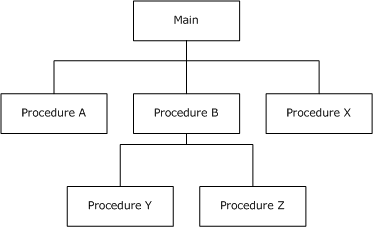 Main
Procedure A
Procedure B
Procedure X
Procedure Y
Procedure Z